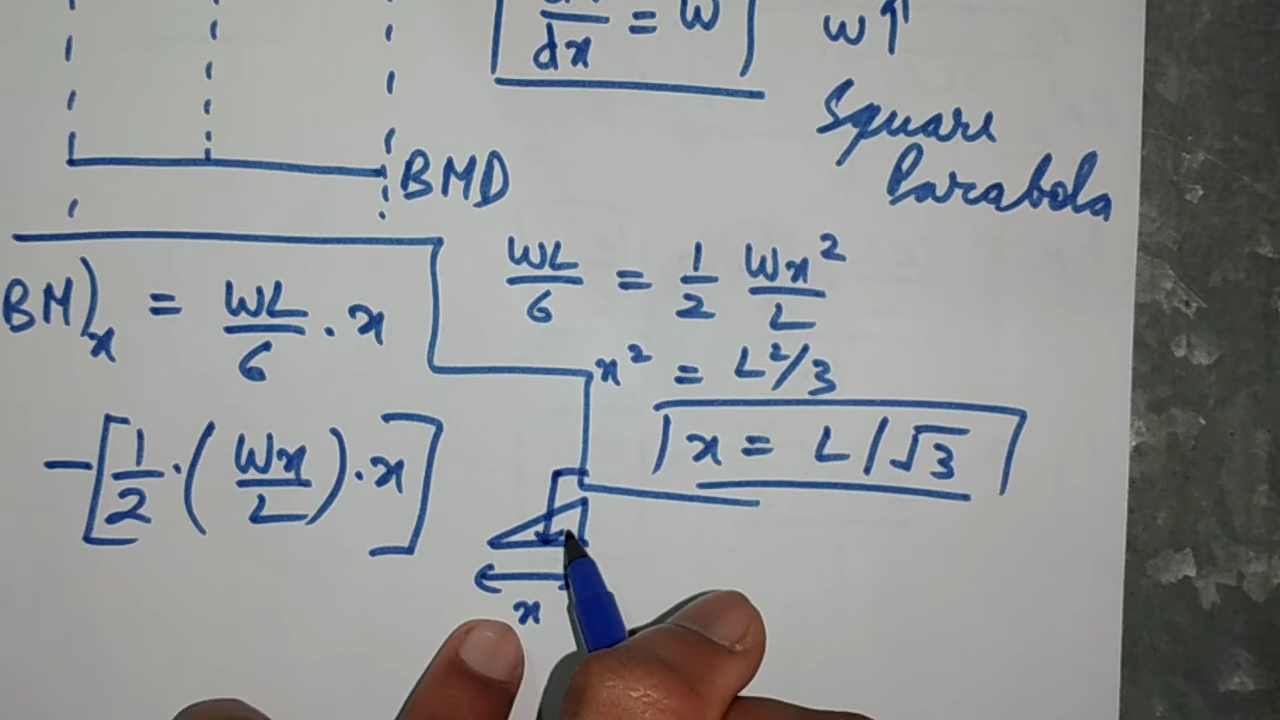 dx = w
w↑
Square
Parabola
BMD
WL/6 = 1/2 Wx²/L
x² = L²/3
x = L/√3
BM)x = WL/6 . x
-[1/2 . (Wx/L) . x]
x